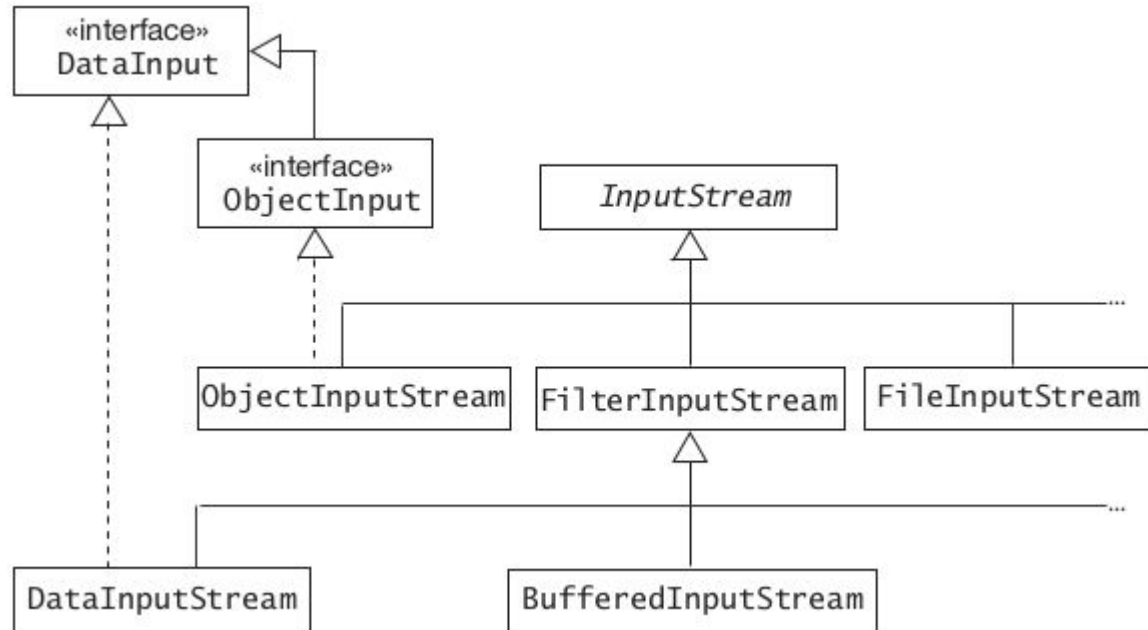 «interface»
DataInput
«interface»
ObjectInput
InputStream
...
ObjectInputStream
FilterInputStream
FileInputStream
...
DataInputStream
BufferedInputStream